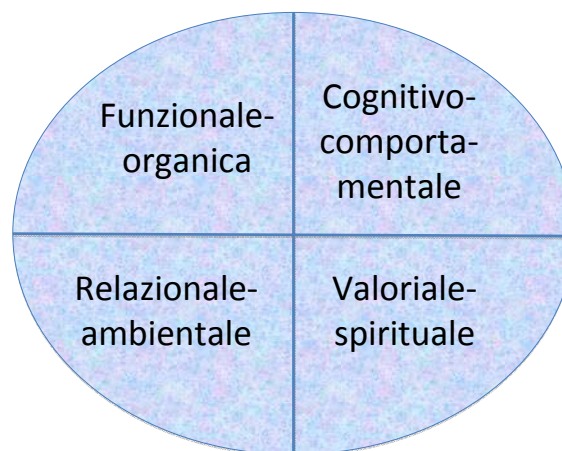 Funzionale-
organica
Cognitivo-
comporta-
mentale
Relazionale-
ambientale
Valoriale-
spirituale